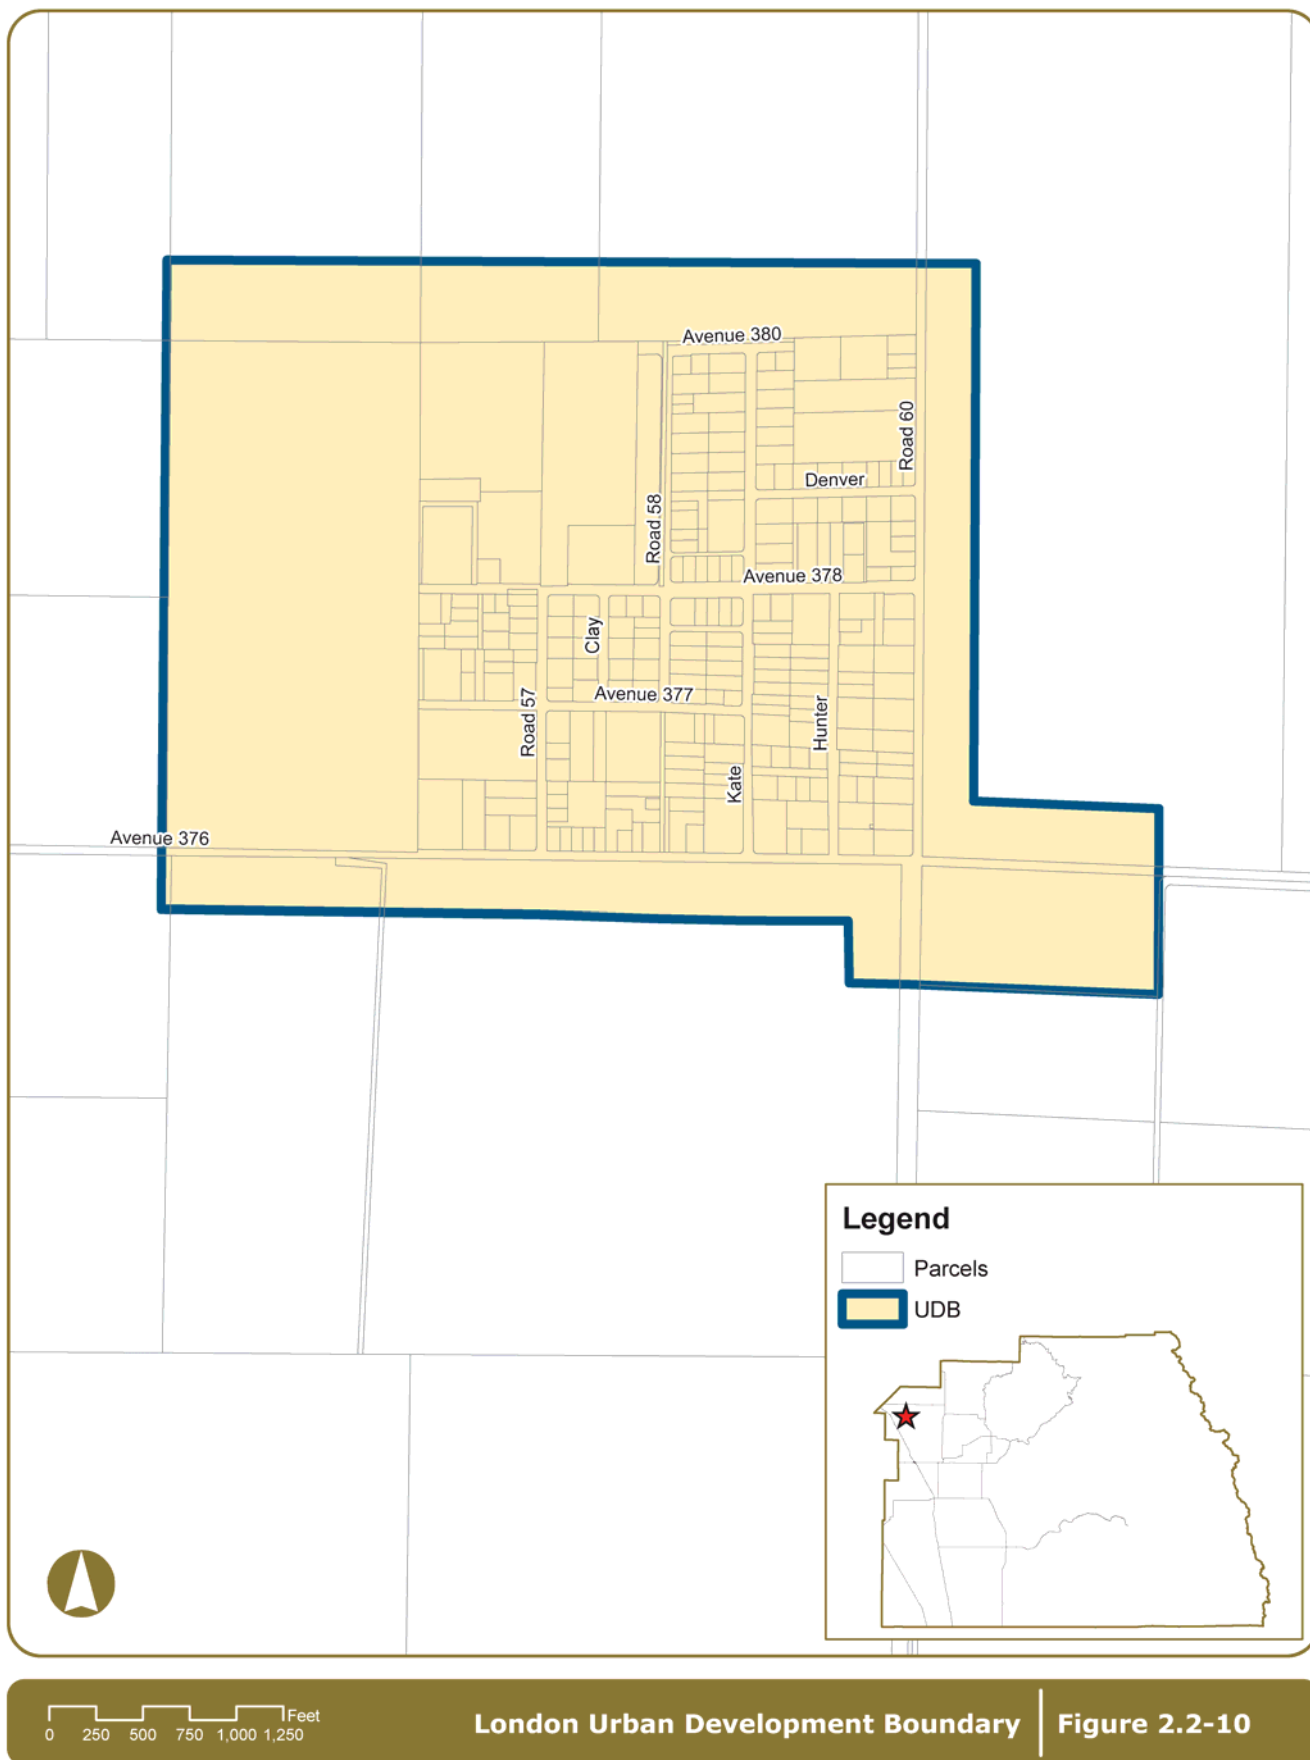 Avenue 380
Road 60
Denver
Road 58
Avenue 378
Clay
Avenue 377
Road 57
Hunter
Kate
Avenue 376
Legend
Parcels
UDB
Feet
0 250 500 750 1,000 1,250
London Urban Development Boundary
Figure 2.2-10